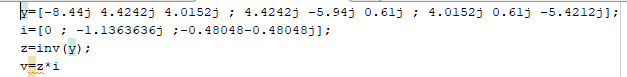 y=[-8.44j 4.4242j 4.0152j ; 4.4242j -5.94j 0.61j ; 4.0152j 0.61j -5.4212j];
i=[0 ; -1.1363636j ;-0.48048-0.48048j];
z=inv(y);
v=z*i